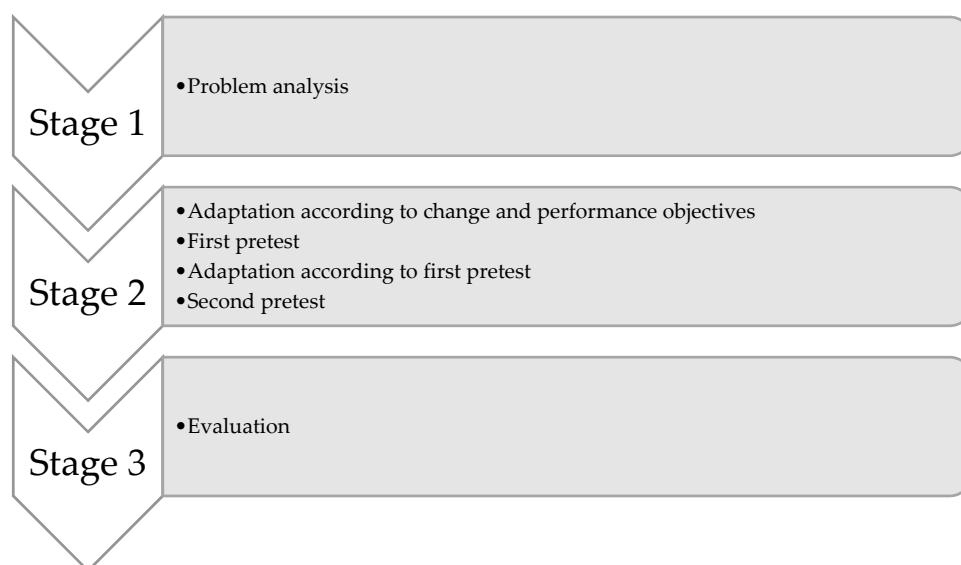 Stage 1
•Problem analysis
Stage 2
•Adaptation according to change and performance objectives
•First pretest
•Adaptation according to first pretest
•Second pretest
Stage 3
•Evaluation